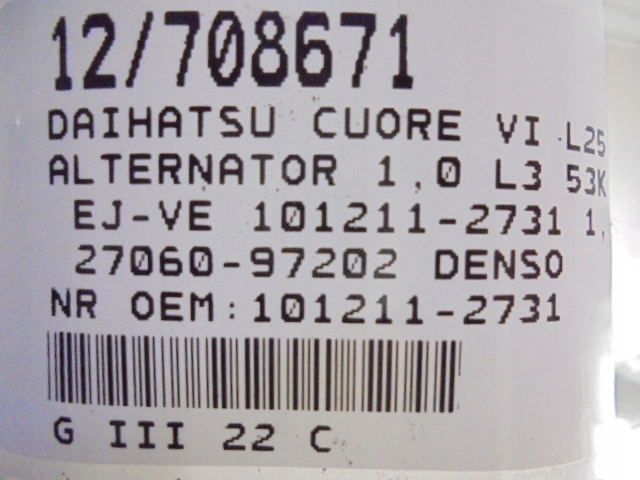 12/708671
DAIHATSU CUORE VI L25
ALTERNATOR 1,0 L3 53K
EJ-VE 101211-2731 1,
27060-97202 DENSO
NR OEM:101211-2731
G III 22 C